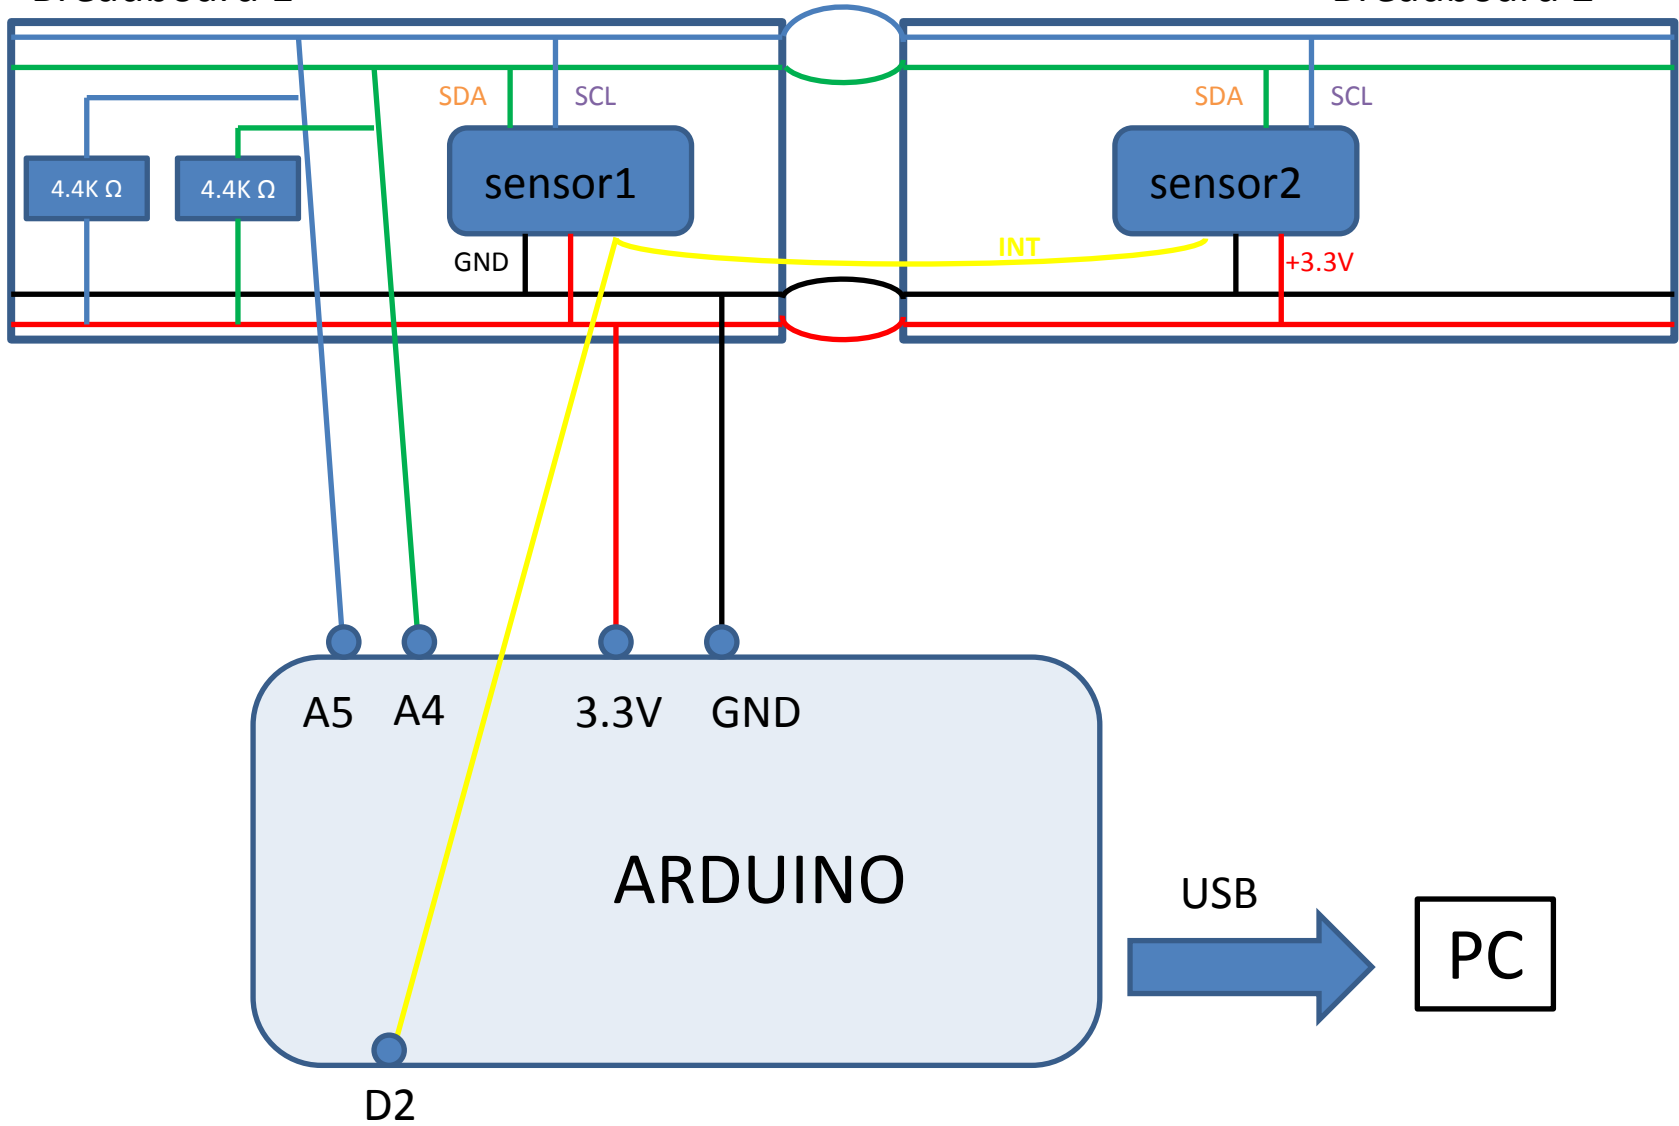 SDA
SCL
SDA
SCL
4.4K Ω
4.4K Ω
sensor1
sensor2
GND
INT
+3.3V
A5
A4
3.3V
GND
ARDUINO
USB
PC
D2